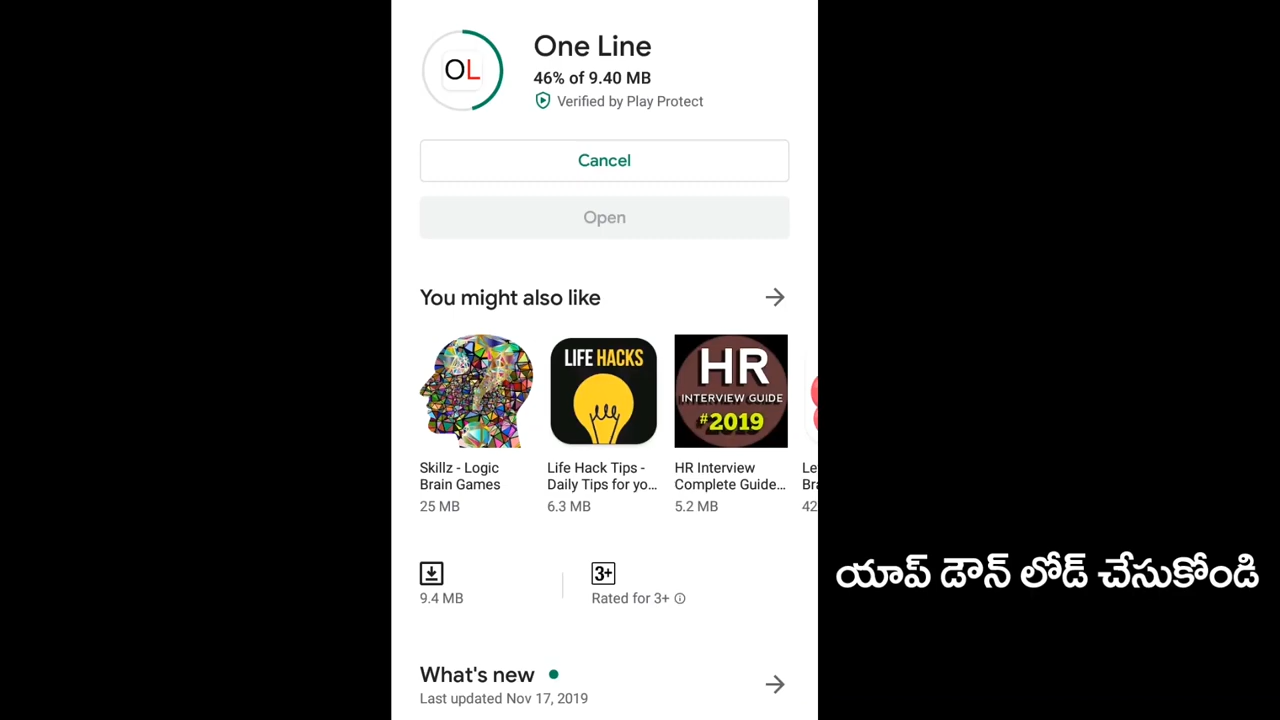 OL
One Line
46% of 9.40 MB
Verified by Play Protect
Cancel
Open
You might also like
LIFE HACKS
HR
INTERVIEW GUIDE
#2019
Skillz - Logic
Brain Games
25 MB
Life Hack Tips -
Daily Tips for yo...
6.3 MB
HR Interview
Complete Guide...
5.2 MB
Le
Bra
42
9.4 MB
3+
Rated for 3+
యాప్ డౌన్ లోడ్ చేసుకోండి
What's new
Last updated Nov 17, 2019